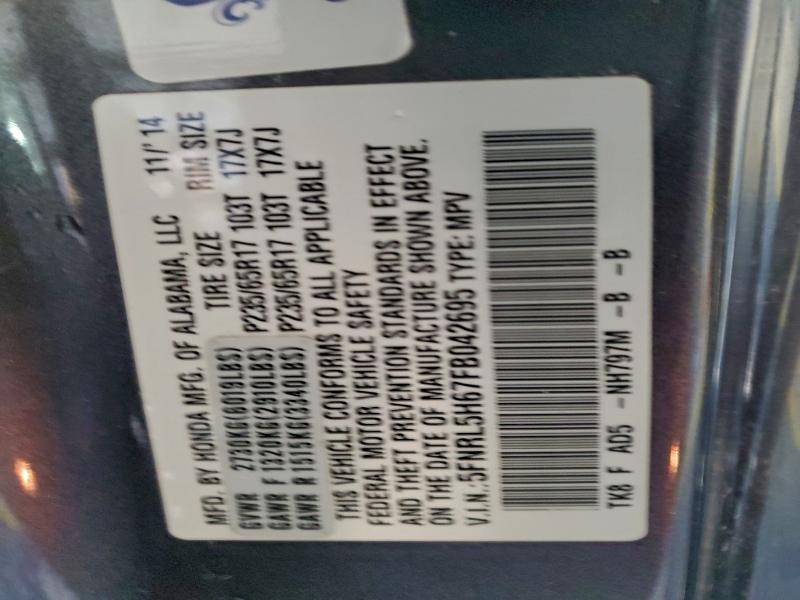 MFD. BY HONDA MFG. OF ALABAMA, LLC 11/'14
TIRE SIZE RIM SIZE
GVWR 2730KG(6019LBS)
GAWR F 1320KG(2910LBS) P235/65R17 103T 17X7J
GAWR R 1515KG(3340LBS) P235/65R17 103T 17X7J
THIS VEHICLE CONFORMS TO ALL APPLICABLE
FEDERAL MOTOR VEHICLE SAFETY
AND THEFT PREVENTION STANDARDS IN EFFECT
ON THE DATE OF MANUFACTURE SHOWN ABOVE.
V.I.N.:5FNRL5H67FB042695 TYPE: MPV
TK8 F AD5 -NH797M -B -B